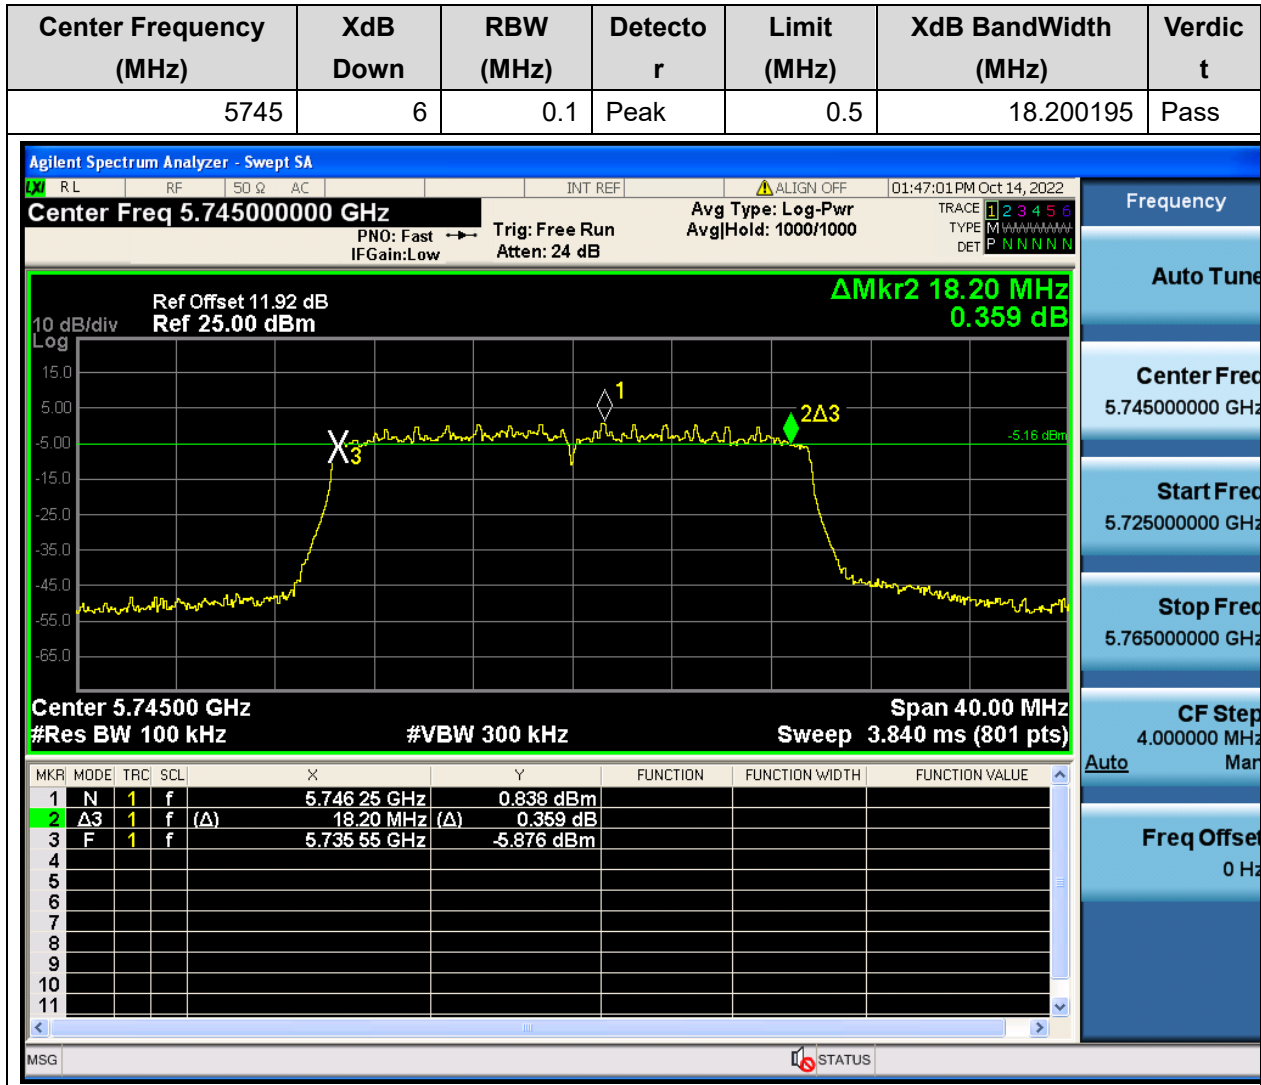 Center Frequency (MHz) XdB Down RBW (MHz) Detecto r Limit (MHz) XdB BandWidth (MHz) Verdic t
5745 6 0.1 Peak 0.5 18.200195 Pass
Agilent Spectrum Analyzer - Swept SA
LXI RL RF 50 Ω AC INT REF ALIGN OFF 01:47:01 PM Oct 14, 2022
Center Freq 5.745000000 GHz
PNO: Fast
IFGain:Low
Trig: Free Run
Atten: 24 dB
Avg Type: Log-Pwr
Avg|Hold: 1000/1000
TRACE 1 2 3 4 5 6
TYPE M
DET P N N N N N
Frequency
Auto Tune
Center Freq
5.745000000 GHz
Start Freq
5.725000000 GHz
Stop Freq
5.765000000 GHz
CF Step
4.000000 MHz
Auto Man
Freq Offset
0 Hz
ΔMkr2 18.20 MHz
0.359 dB
Ref Offset 11.92 dB
10 dB/div Ref 25.00 dBm
Log
15.0
5.00
-5.00
-15.0
-25.0
-35.0
-45.0
-55.0
-65.0
1
2Δ3
3
-5.16 dBm
Center 5.74500 GHz Span 40.00 MHz
#Res BW 100 kHz #VBW 300 kHz Sweep 3.840 ms (801 pts)
MKR MODE TRC SCL X Y FUNCTION FUNCTION WIDTH FUNCTION VALUE
1 N 1 f 5.746 25 GHz 0.838 dBm
2 Δ3 1 f (Δ) 18.20 MHz (Δ) 0.359 dB
3 F 1 f 5.735 55 GHz -5.876 dBm
4
5
6
7
8
9
10
11
MSG STATUS